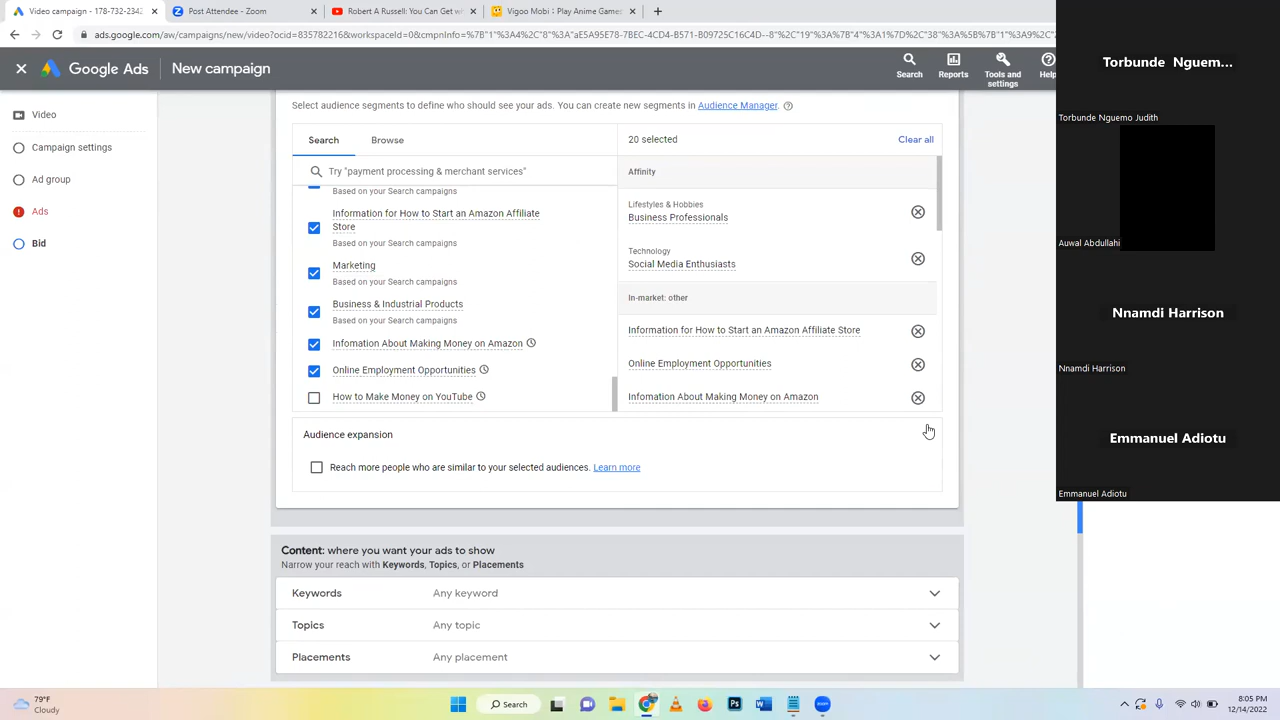 Video campaign - 178-732-2342
Post Attendee - Zoom
Robert A Russell: You Can Get wh
Vigoo Mobi : Play Anime Games
ads.google.com/aw/campaigns/new/video?ocid=835782216&workspaceId=0&cmpnInfo=%7B"1"%3A4%2C"8"%3A"aE5A95E78-7BEC-4CD4-B571-B09725C16C4D--8%2C"19"%3A%7B"4"%3A1%7D%2C"38"%3A%5B%7B"1"%3A9%2C"
Google Ads
New campaign
Search
Reports
Tools and
settings
Help
Video
Campaign settings
Ad group
Ads
Bid
Select audience segments to define who should see your ads. You can create new segments in Audience Manager.
Search
Browse
20 selected
Clear all
Try "payment processing & merchant services"
Based on your Search campaigns
Information for How to Start an Amazon Affiliate
Store
Based on your Search campaigns
Marketing
Based on your Search campaigns
Business & Industrial Products
Based on your Search campaigns
Infomation About Making Money on Amazon
Online Employment Opportunities
How to Make Money on YouTube
Affinity
Lifestyles & Hobbies
Business Professionals
Technology
Social Media Enthusiasts
In-market: other
Information for How to Start an Amazon Affiliate Store
Online Employment Opportunities
Infomation About Making Money on Amazon
Audience expansion
Reach more people who are similar to your selected audiences. Learn more
Content: where you want your ads to show
Narrow your reach with Keywords, Topics, or Placements
Keywords
Any keyword
Topics
Any topic
Placements
Any placement
Torbunde Nguem...
Torbunde Nguemo Judith
Auwal Abdullahi
Nnamdi Harrison
Nnamdi Harrison
Emmanuel Adiotu
Emmanuel Adiotu
79°F
Cloudy
Search
8:05 PM
12/14/2022